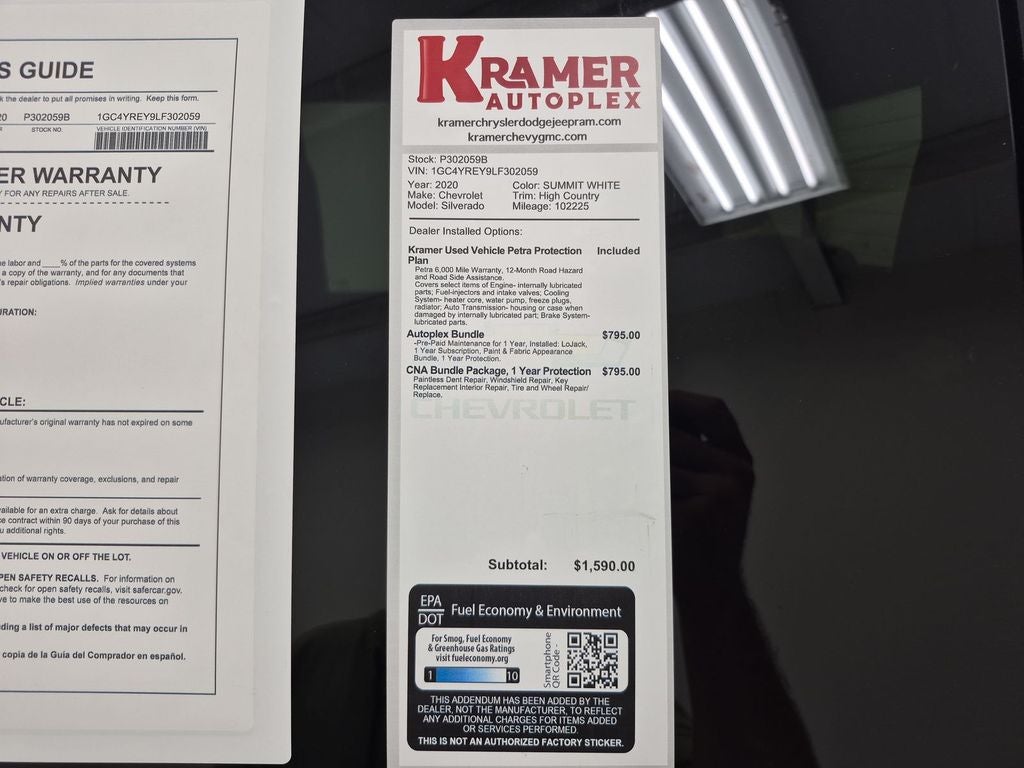 S GUIDE
k the dealer to put all promises in writing. Keep this form.
20 P302059B 1GC4YREY9LF302059
R STOCK NO. VEHICLE IDENTIFICATION NUMBER (VIN)
ER WARRANTY
Y FOR ANY REPAIRS AFTER SALE.
NTY
e labor and ____% of the parts for the covered systems
a copy of the warranty, and for any documents that
's repair obligations. Implied warranties under your
URATION:
CLE:
ufacturer's original warranty has not expired on some
tion of warranty coverage, exclusions, and repair
vailable for an extra charge. Ask for details about
ce contract within 90 days of your purchase of this
u additional rights.
VEHICLE ON OR OFF THE LOT.
PEN SAFETY RECALLS. For information on
check for open safety recalls, visit safercar.gov.
ve to make the best use of the resources on
ding a list of major defects that may occur in
copia de la Guía del Comprador en español.
KRAMER
AUTOPLEX
kramerchryslerdodgejeepram.com
kramerchevygmc.com
Stock: P302059B
VIN: 1GC4YREY9LF302059
Year: 2020 Color: SUMMIT WHITE
Make: Chevrolet Trim: High Country
Model: Silverado Mileage: 102225
Dealer Installed Options:
Kramer Used Vehicle Petra Protection Included
Plan
Petra 6,000 Mile Warranty, 12-Month Road Hazard
and Road Side Assistance.
Covers select items of Engine- internally lubricated
parts; Fuel-injectors and intake valves; Cooling
System- heater core, water pump, freeze plugs,
radiator; Auto Transmission- housing or case when
damaged by internally lubricated part; Brake System-
lubricated parts.
Autoplex Bundle $795.00
-Pre-Paid Maintenance for 1 Year, Installed: LoJack,
1 Year Subscription, Paint & Fabric Appearance
Bundle, 1 Year Protection.
CNA Bundle Package, 1 Year Protection $795.00
Paintless Dent Repair, Windshield Repair, Key
Replacement Interior Repair, Tire and Wheel Repair/
Replace.
CHEVROLET
Subtotal: $1,590.00
EPA
DOT
Fuel Economy & Environment
For Smog, Fuel Economy
& Greenhouse Gas Ratings
visit fueleconomy.org
1 10
Smartphone
QR Code -
THIS ADDENDUM HAS BEEN ADDED BY THE
DEALER, NOT THE MANUFACTURER, TO REFLECT
ANY ADDITIONAL CHARGES FOR ITEMS ADDED
OR SERVICES PERFORMED.
THIS IS NOT AN AUTHORIZED FACTORY STICKER.